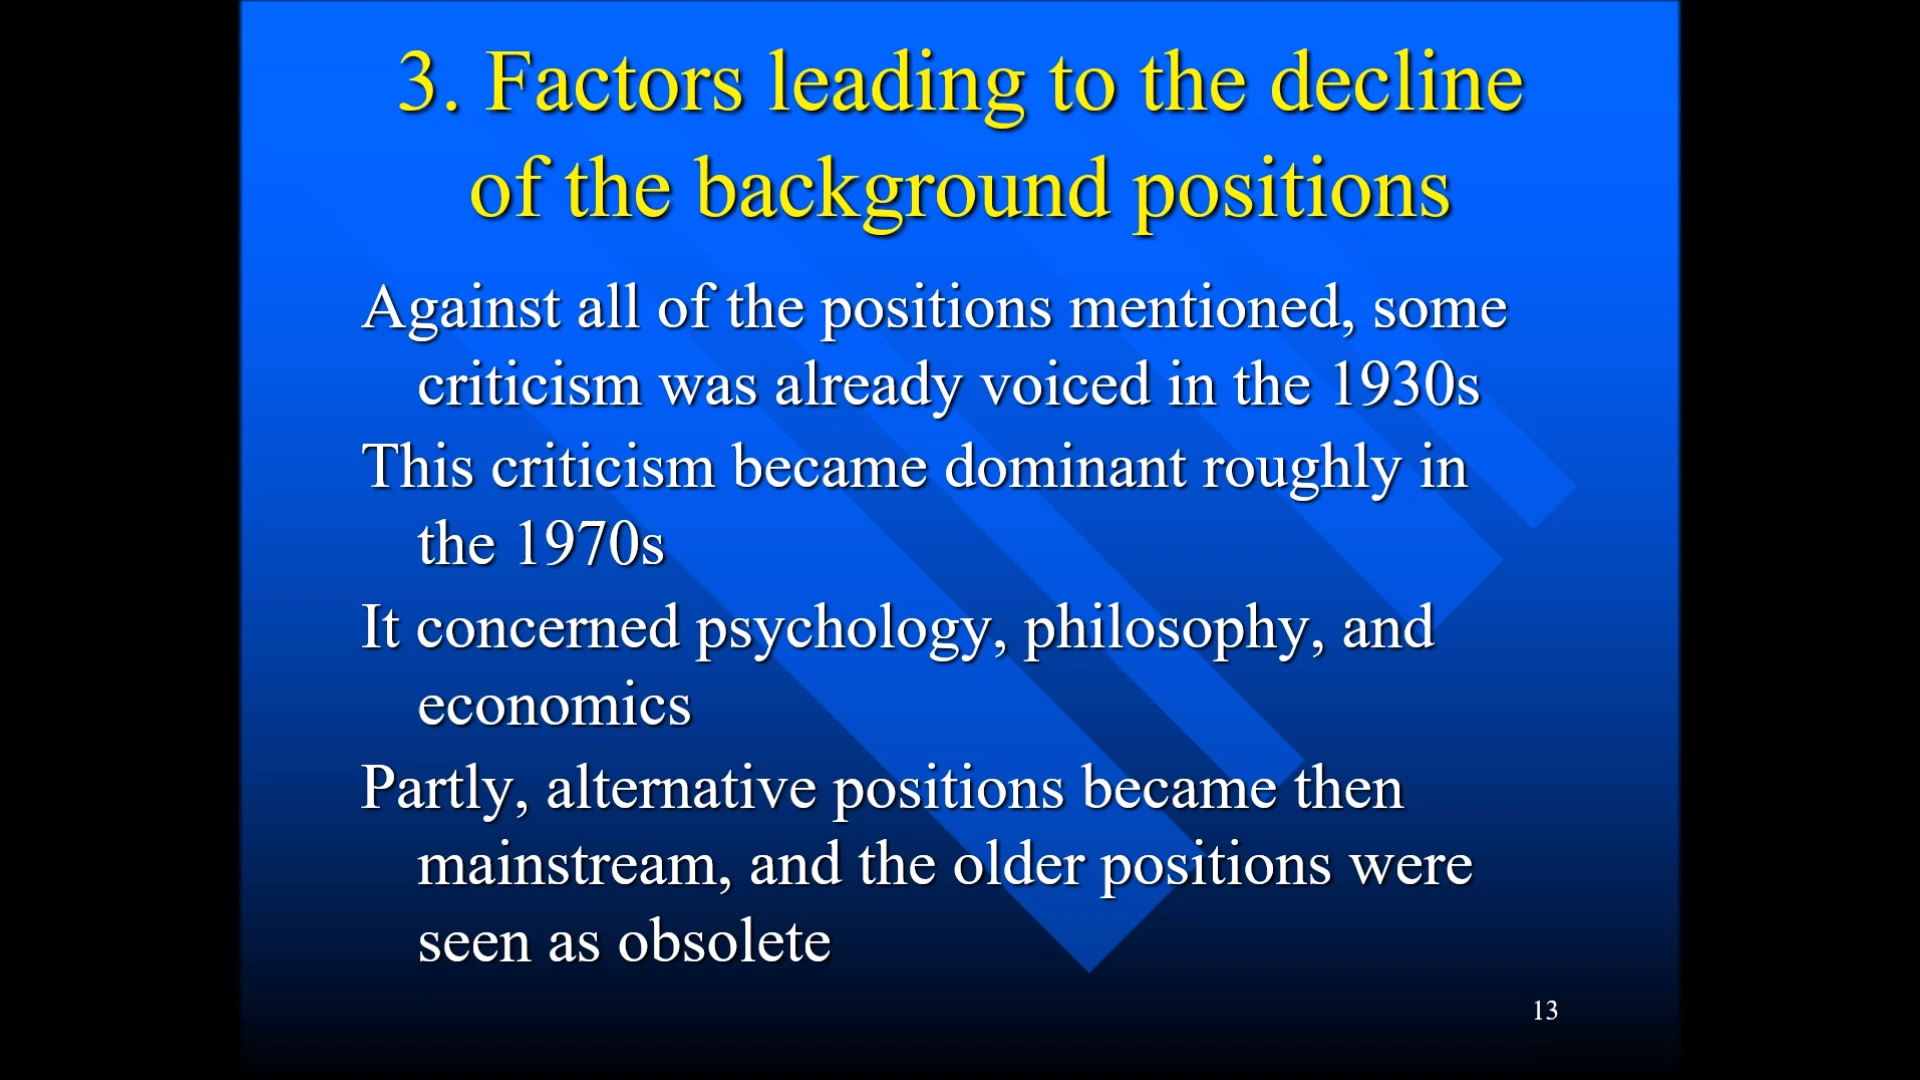 3. Factors leading to the decline
of the background positions
Against all of the positions mentioned, some
criticism was already voiced in the 1930s
This criticism became dominant roughly in
the 1970s
It concerned psychology, philosophy, and
economics
Partly, alternative positions became then
mainstream, and the older positions were
seen as obsolete
13